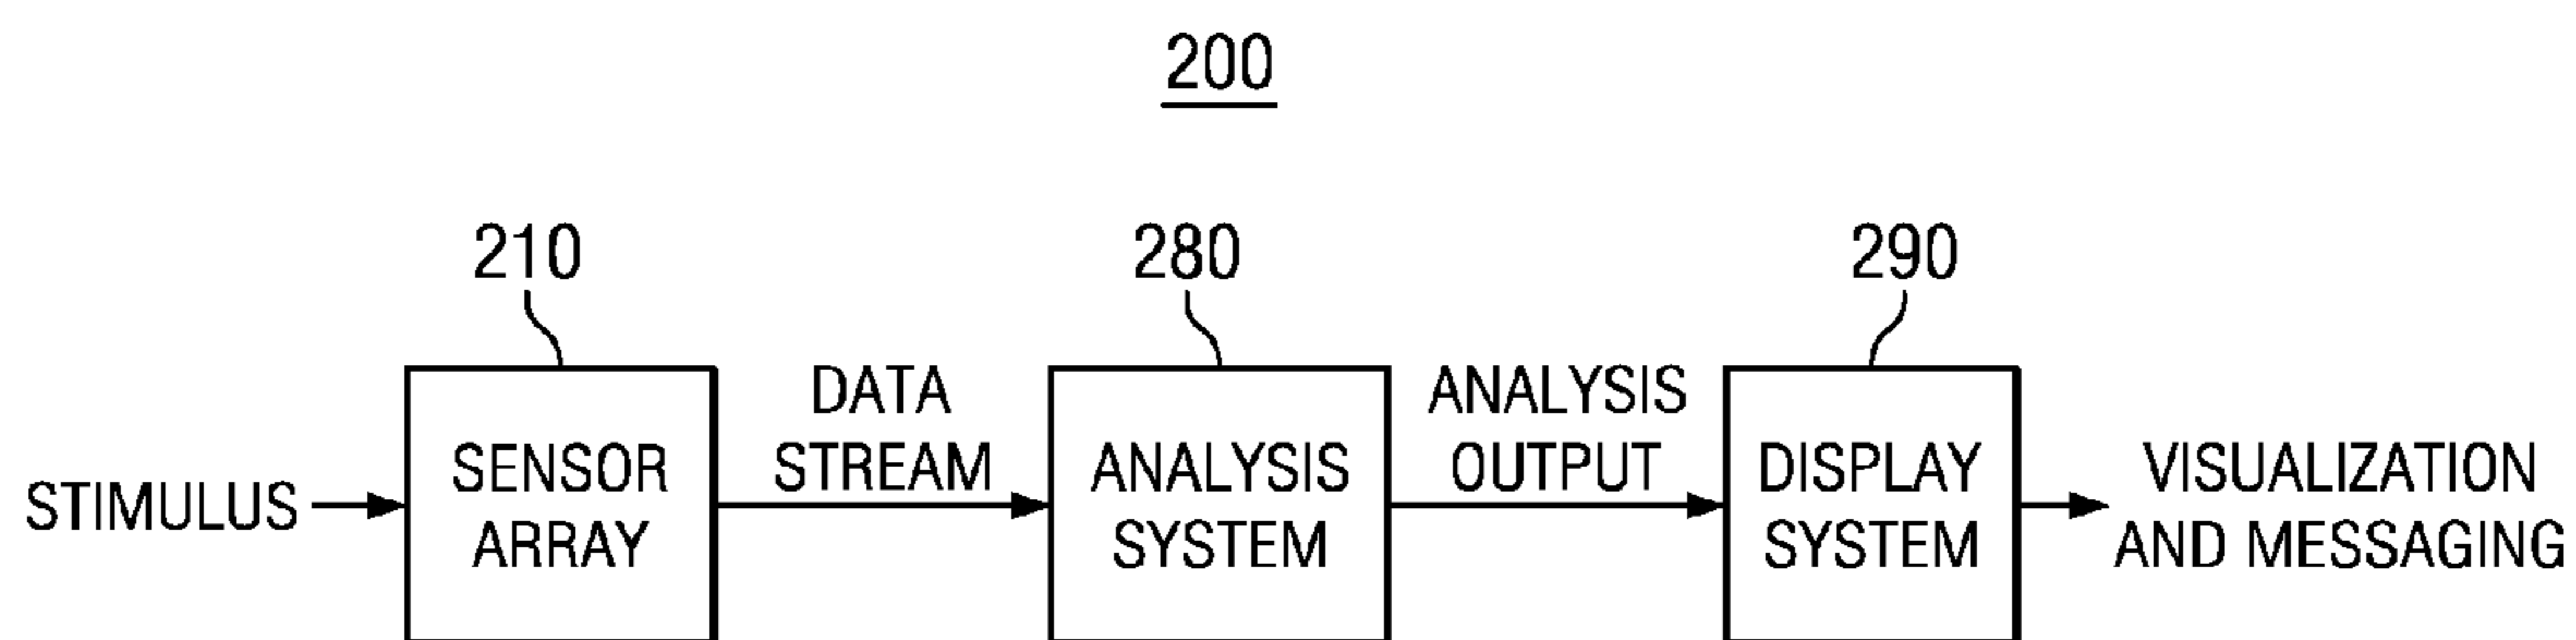 200
210
280
290
STIMULUS
SENSOR
ARRAY
DATA
STREAM
ANALYSIS
SYSTEM
ANALYSIS
OUTPUT
DISPLAY
SYSTEM
VISUALIZATION
AND MESSAGING